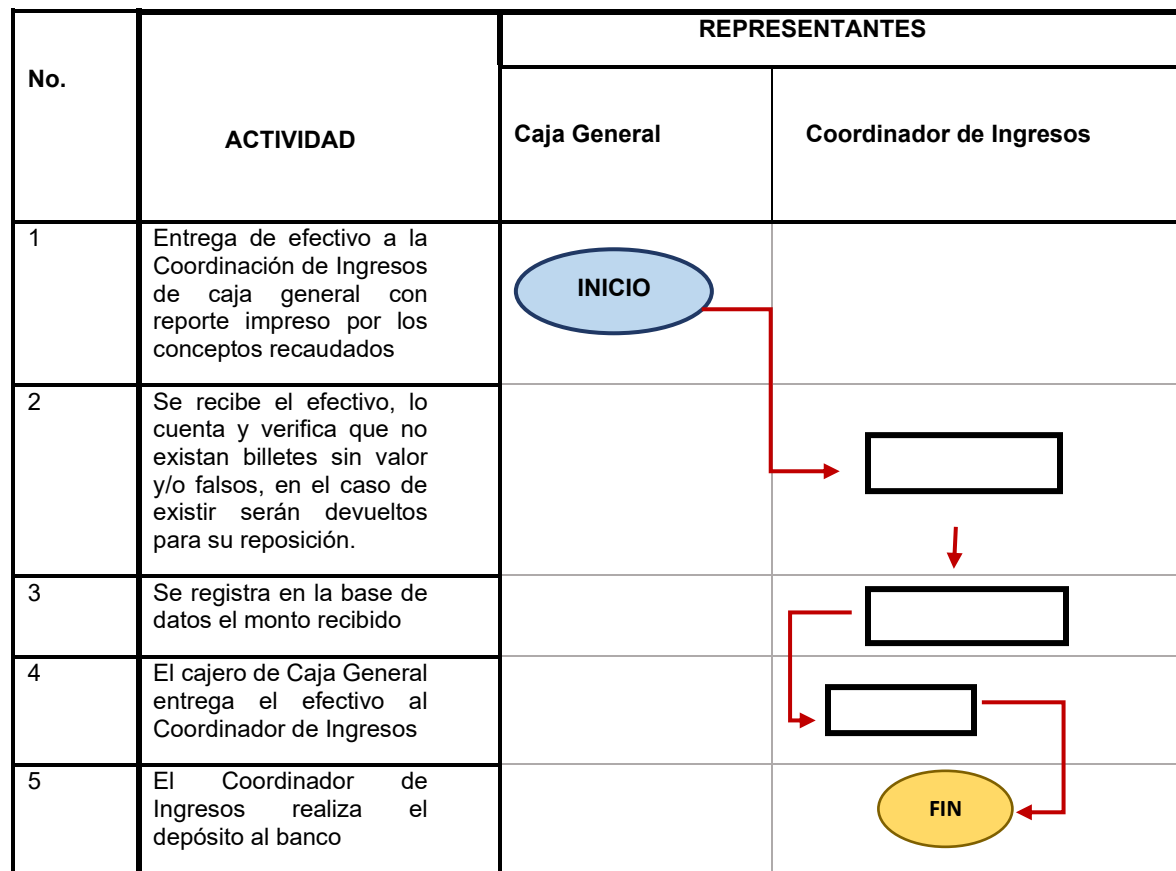 REPRESENTANTES
No.
ACTIVIDAD
Caja General
Coordinador de Ingresos
1
Entrega de efectivo a la
Coordinación de Ingresos
de caja general con
reporte impreso por los
conceptos recaudados
INICIO
2
Se recibe el efectivo, lo
cuenta y verifica que no
existan billetes sin valor
y/o falsos, en el caso de
existir serán devueltos
para su reposición.
3
Se registra en la base de
datos el monto recibido
4
El cajero de Caja General
entrega el efectivo al
Coordinador de Ingresos
5
El Coordinador de
Ingresos realiza el
depósito al banco
FIN